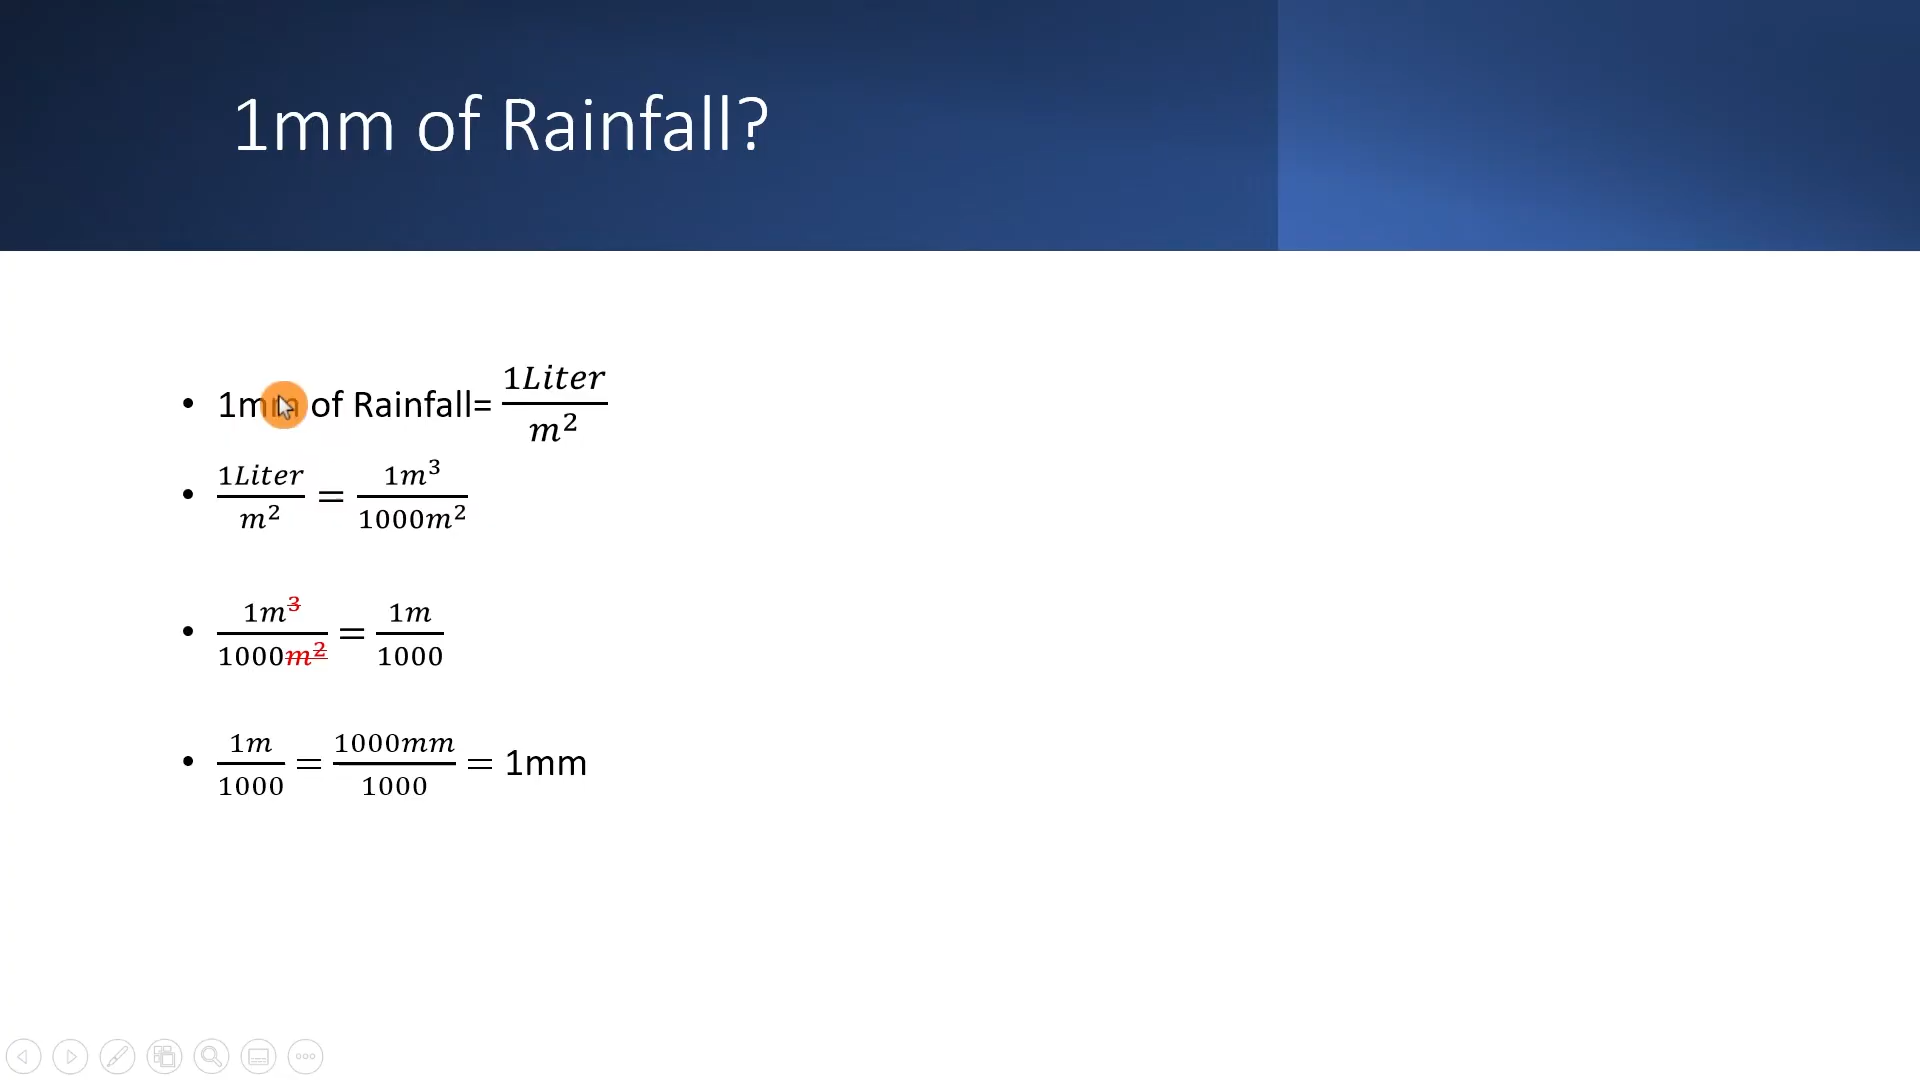 1mm of Rainfall?
• 1mm of Rainfall= 1Liter/m²
• 1Liter/m² = 1m³/1000m²
• 1m³/1000m² = 1m/1000
• 1m/1000 = 1000mm/1000 = 1mm